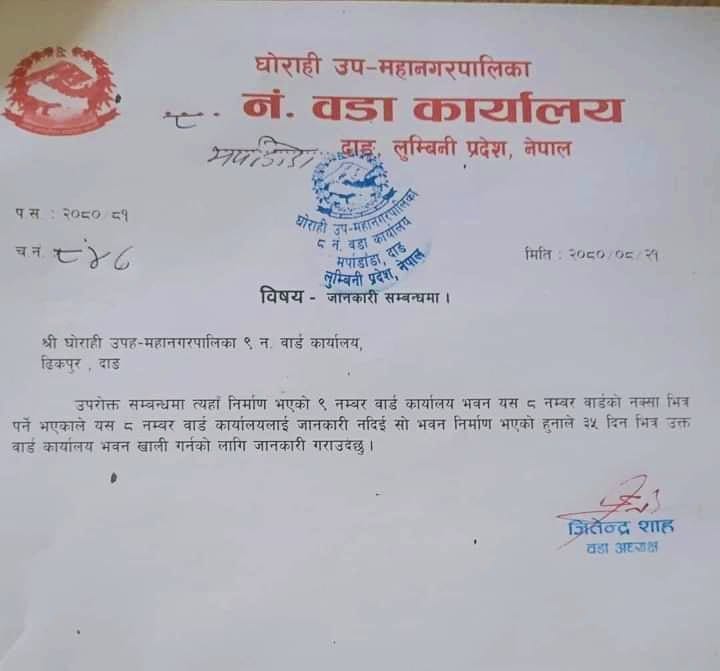 घोराही उप-महानगरपालिका
८ नं. वडा कार्यालय
मर्पाडाँडा दाङ, लुम्बिनी प्रदेश, नेपाल
घोराही उप-महानगरपालिका
८ नं. वडा कार्यालय
मर्पाडाँडा, दाङ
लुम्बिनी प्रदेश, नेपाल
प स : २०८०/८१
च नं. ८४८
मिति : २०८०/०८/२१
विषय - जानकारी सम्बन्धमा ।
श्री घोराही उपह-महानगरपालिका ९ न. वार्ड कार्यालय,
ढिकपुर , दाङ
उपरोक्त सम्बन्धमा त्यहाँ निर्माण भएको ९ नम्बर वार्ड कार्यालय भवन यस ८ नम्बर वार्डको नक्सा भित्र
पर्ने भएकाले यस ८ नम्बर वार्ड कार्यालयलाई जानकारी नदिई सो भवन निर्माण भएको हुनाले ३५ दिन भित्र उक्त
वार्ड कार्यालय भवन खाली गर्नको लागि जानकारी गराउदछु ।
जितेन्द्र शाह
वडा अध्यक्ष